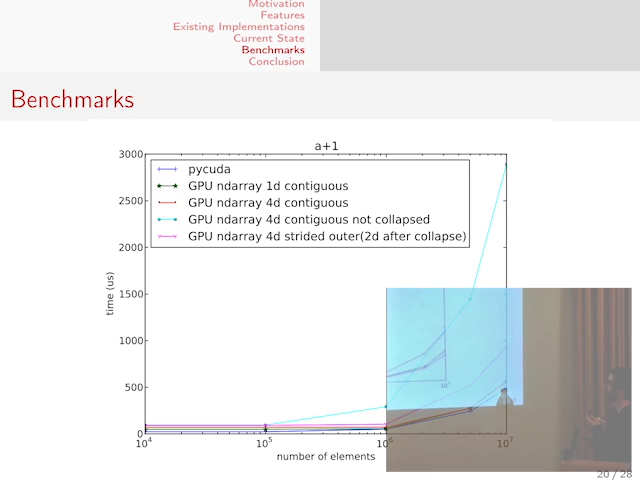 Motivation
Features
Existing Implementations
Current State
Benchmarks
Conclusion
Benchmarks
a+1
3000
2500
2000
1500
1000
500
0
time (us)
pycuda
GPU ndarray 1d contiguous
GPU ndarray 4d contiguous
GPU ndarray 4d contiguous not collapsed
GPU ndarray 4d strided outer(2d after collapse)
10^4
10^5
10^6
10^7
number of elements
20 / 28